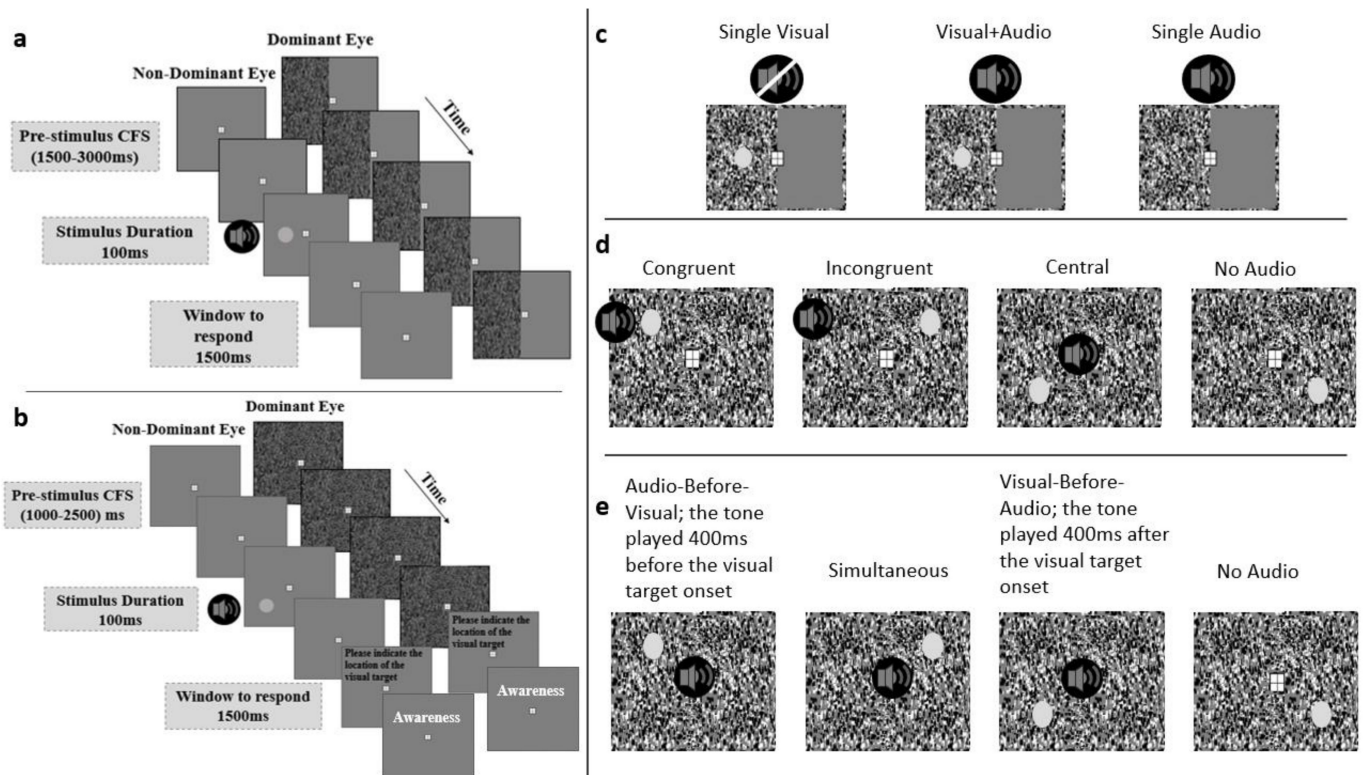 a
Dominant Eye
Non-Dominant Eye
Time
Pre-stimulus CFS
(1500-3000ms)
Stimulus Duration
100ms
Window to
respond
1500ms
b
Dominant Eye
Non-Dominant Eye
Time
Pre-stimulus CFS
(1000-2500) ms
Stimulus Duration
100ms
Please indicate the
location of the
visual target
Please indicate the
location of the
visual target
Window to respond
1500ms
Awareness
Awareness
c
Single Visual
Visual+Audio
Single Audio
d
Congruent
Incongruent
Central
No Audio
e
Audio-Before-
Visual; the tone
played 400ms
before the visual
target onset
Simultaneous
Visual-Before-
Audio; the tone
played 400ms after
the visual target
onset
No Audio